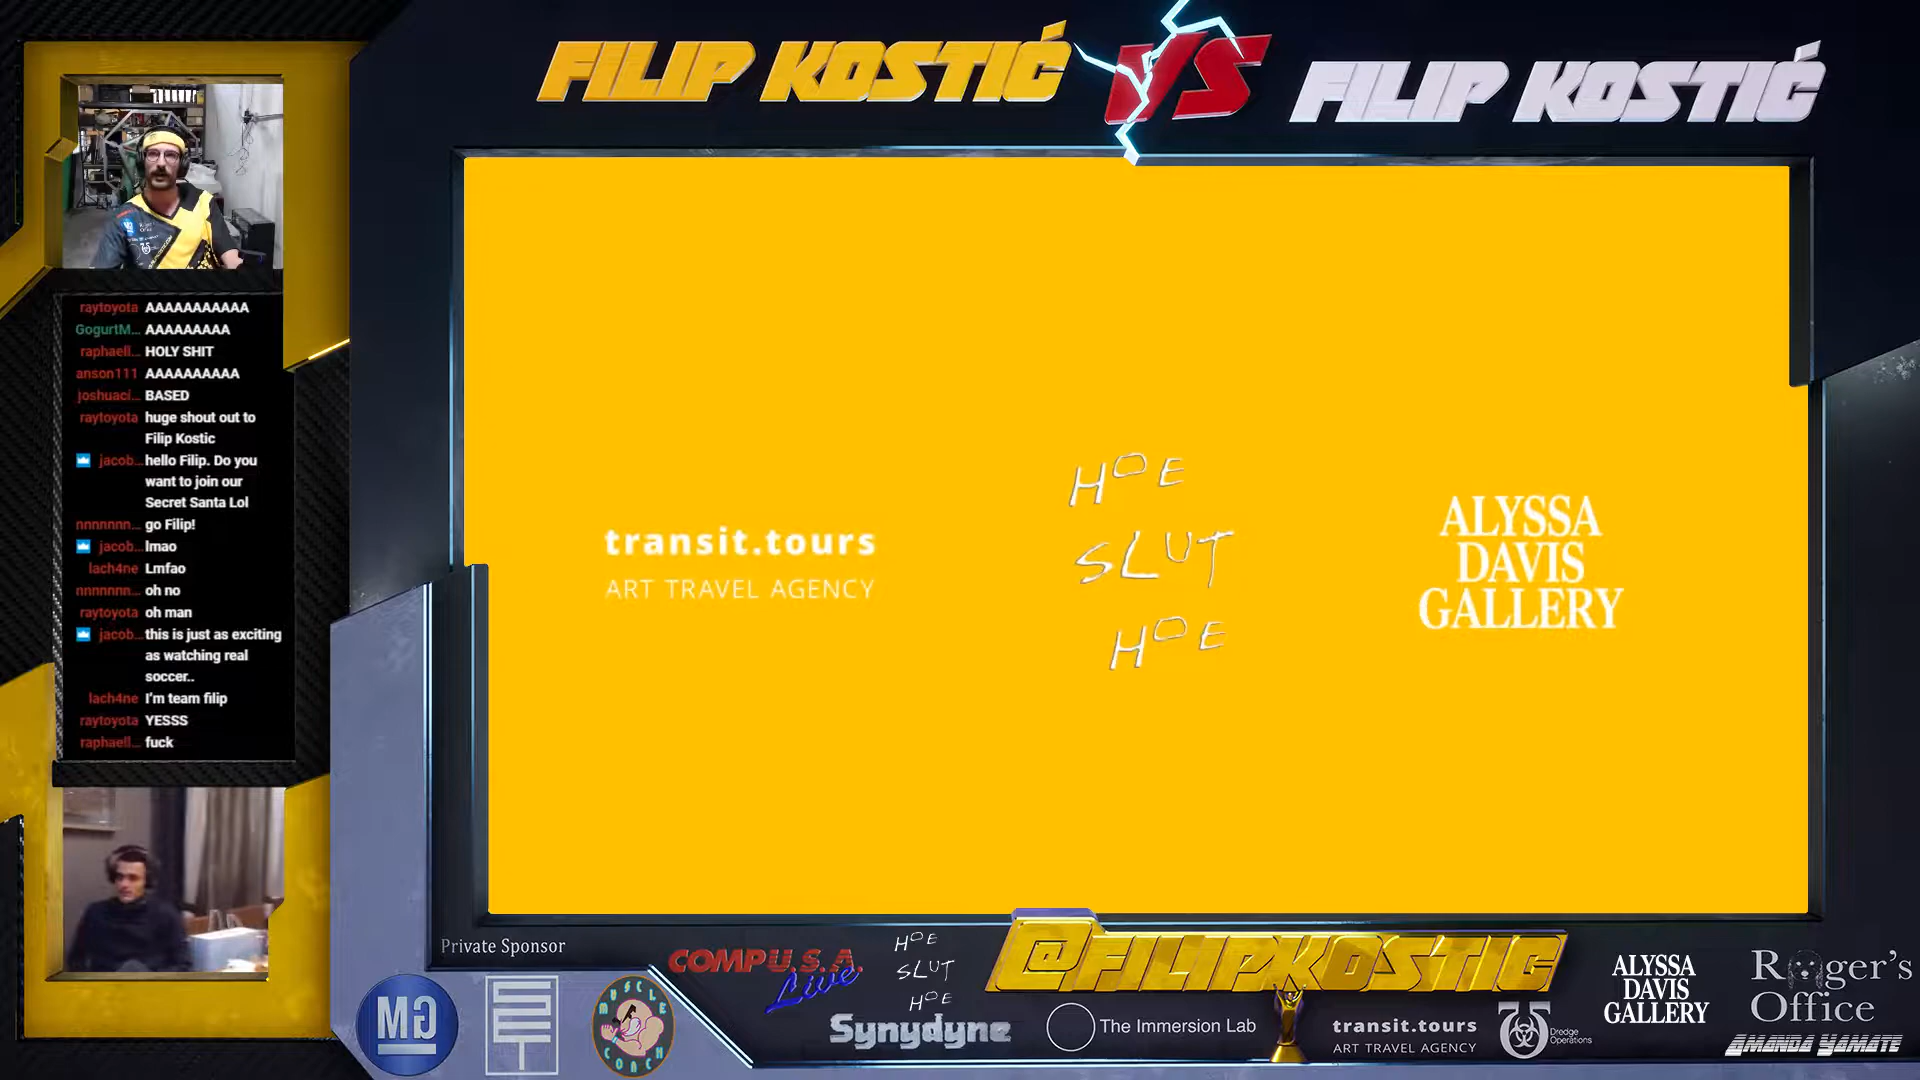 FILIP KOSTIĆ VS FILIP KOSTIĆ
raytoyota AAAAAAAAAAA
GogurtM... AAAAAAAAA
raphaell... HOLY SHIT
anson111 AAAAAAAAAA
joshuaci... BASED
raytoyota huge shout out to
Filip Kostic
jacob... hello Filip. Do you
want to join our
Secret Santa Lol
nnnnnnn... go Filip!
jacob... lmao
lach4ne Lmfao
nnnnnnn... oh no
raytoyota oh man
jacob... this is just as exciting
as watching real
soccer..
lach4ne I'm team filip
raytoyota YESSS
raphaell... fuck
transit.tours
ART TRAVEL AGENCY
HOE
SLUT
HOE
ALYSSA
DAVIS
GALLERY
Private Sponsor
SET
MUSCLE
CONCH
COMPU.S.A.
Live
HOE
SLUT
HOE
Synydyne
@FILIPKOSTIC
The Immersion Lab
transit.tours
ART TRAVEL AGENCY
Dredge
Operations
ALYSSA
DAVIS
GALLERY
Roger's
Office
Amanda Yamate